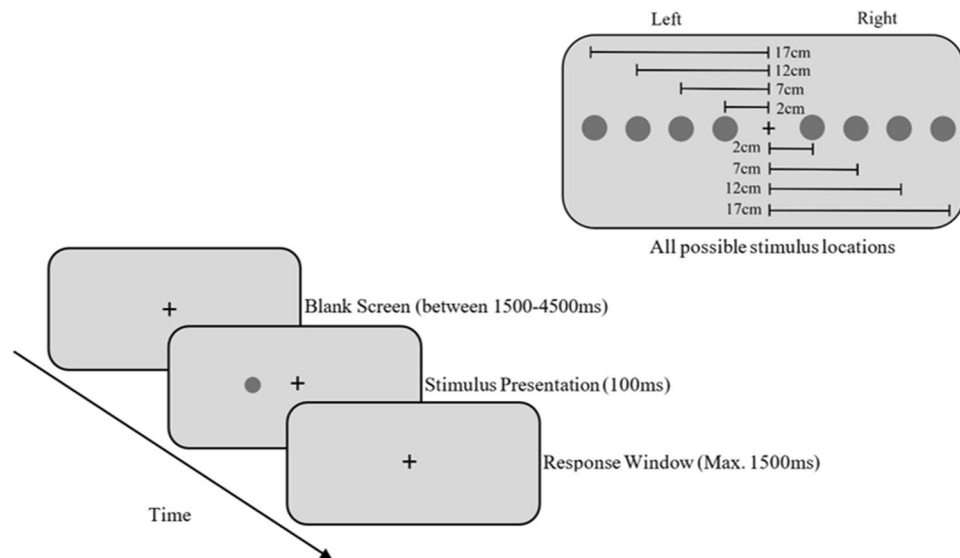 Left
Right
17cm
12cm
7cm
2cm
2cm
7cm
12cm
17cm
All possible stimulus locations
Blank Screen (between 1500-4500ms)
Stimulus Presentation (100ms)
Response Window (Max. 1500ms)
Time